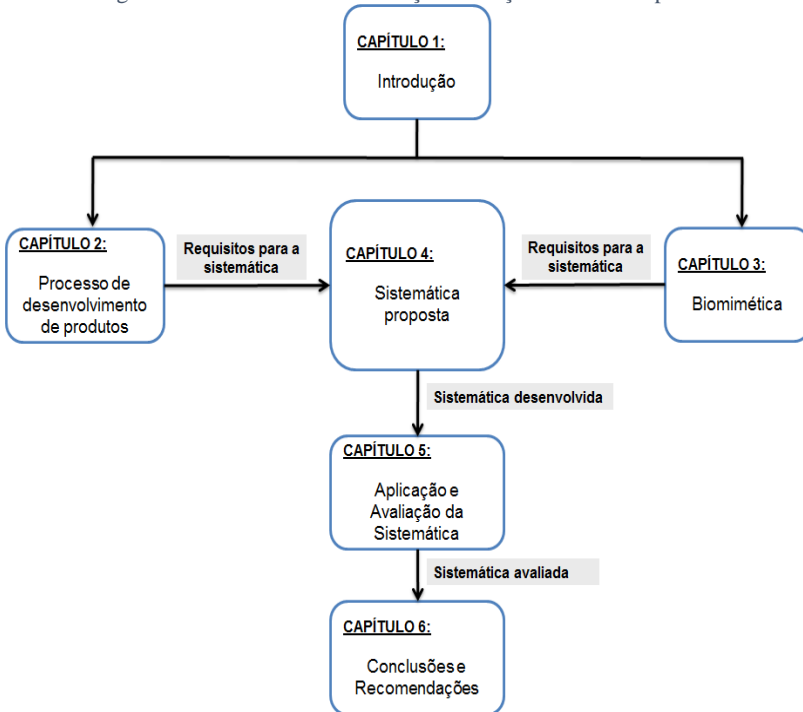 CAPÍTULO 1:
Introdução
CAPÍTULO 2:
Processo de
desenvolvimento
de produtos
Requisitos para a
sistemática
CAPÍTULO 4:
Sistemática
proposta
Requisitos para a
sistemática
CAPÍTULO 3:
Biomimética
Sistemática desenvolvida
CAPÍTULO 5:
Aplicação e
Avaliação da
Sistemática
Sistemática avaliada
CAPÍTULO 6:
Conclusões e
Recomendações